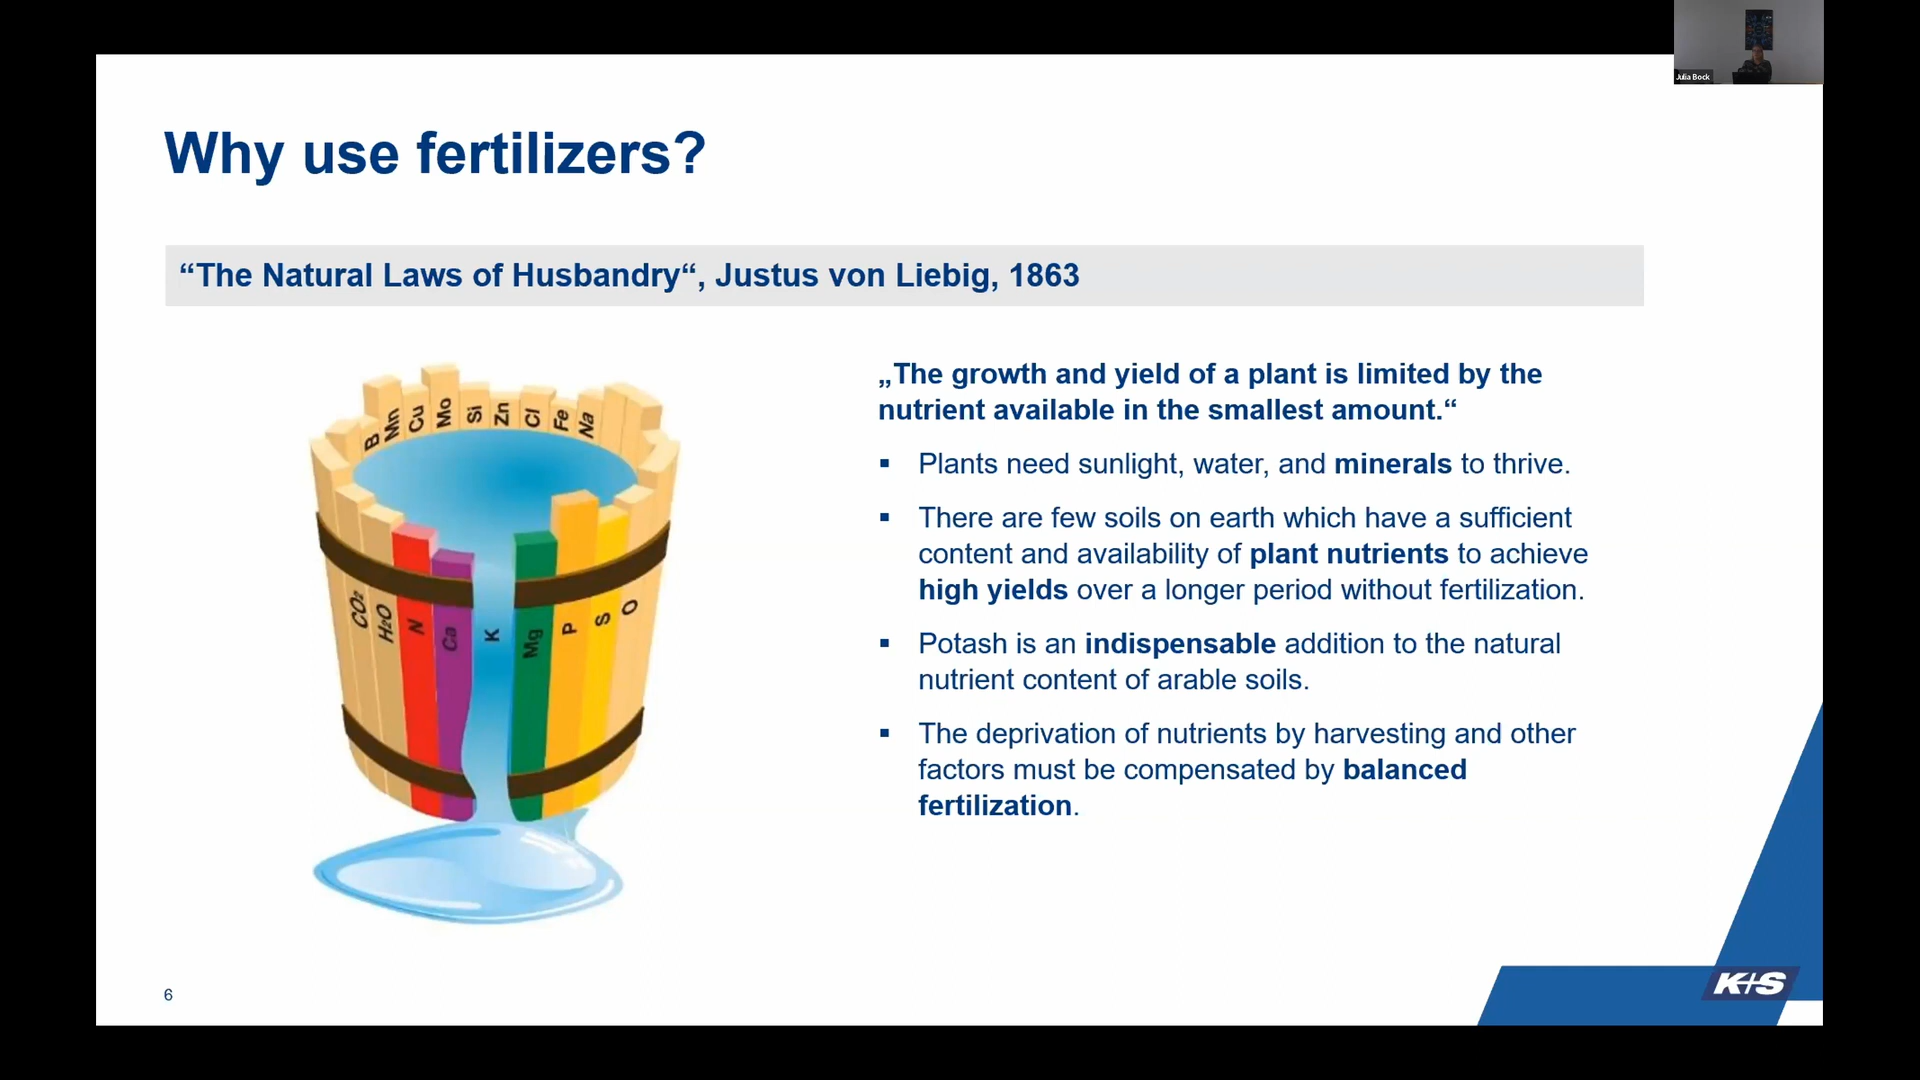 Julia Bock
Why use fertilizers?
“The Natural Laws of Husbandry“, Justus von Liebig, 1863
B Mn Cu Mo Si Zn Cl Fe Na
CO2 H2O N Ca K Mg P S O
„The growth and yield of a plant is limited by the
nutrient available in the smallest amount.“
▪ Plants need sunlight, water, and minerals to thrive.
▪ There are few soils on earth which have a sufficient
content and availability of plant nutrients to achieve
high yields over a longer period without fertilization.
▪ Potash is an indispensable addition to the natural
nutrient content of arable soils.
▪ The deprivation of nutrients by harvesting and other
factors must be compensated by balanced
fertilization.
6
K+S